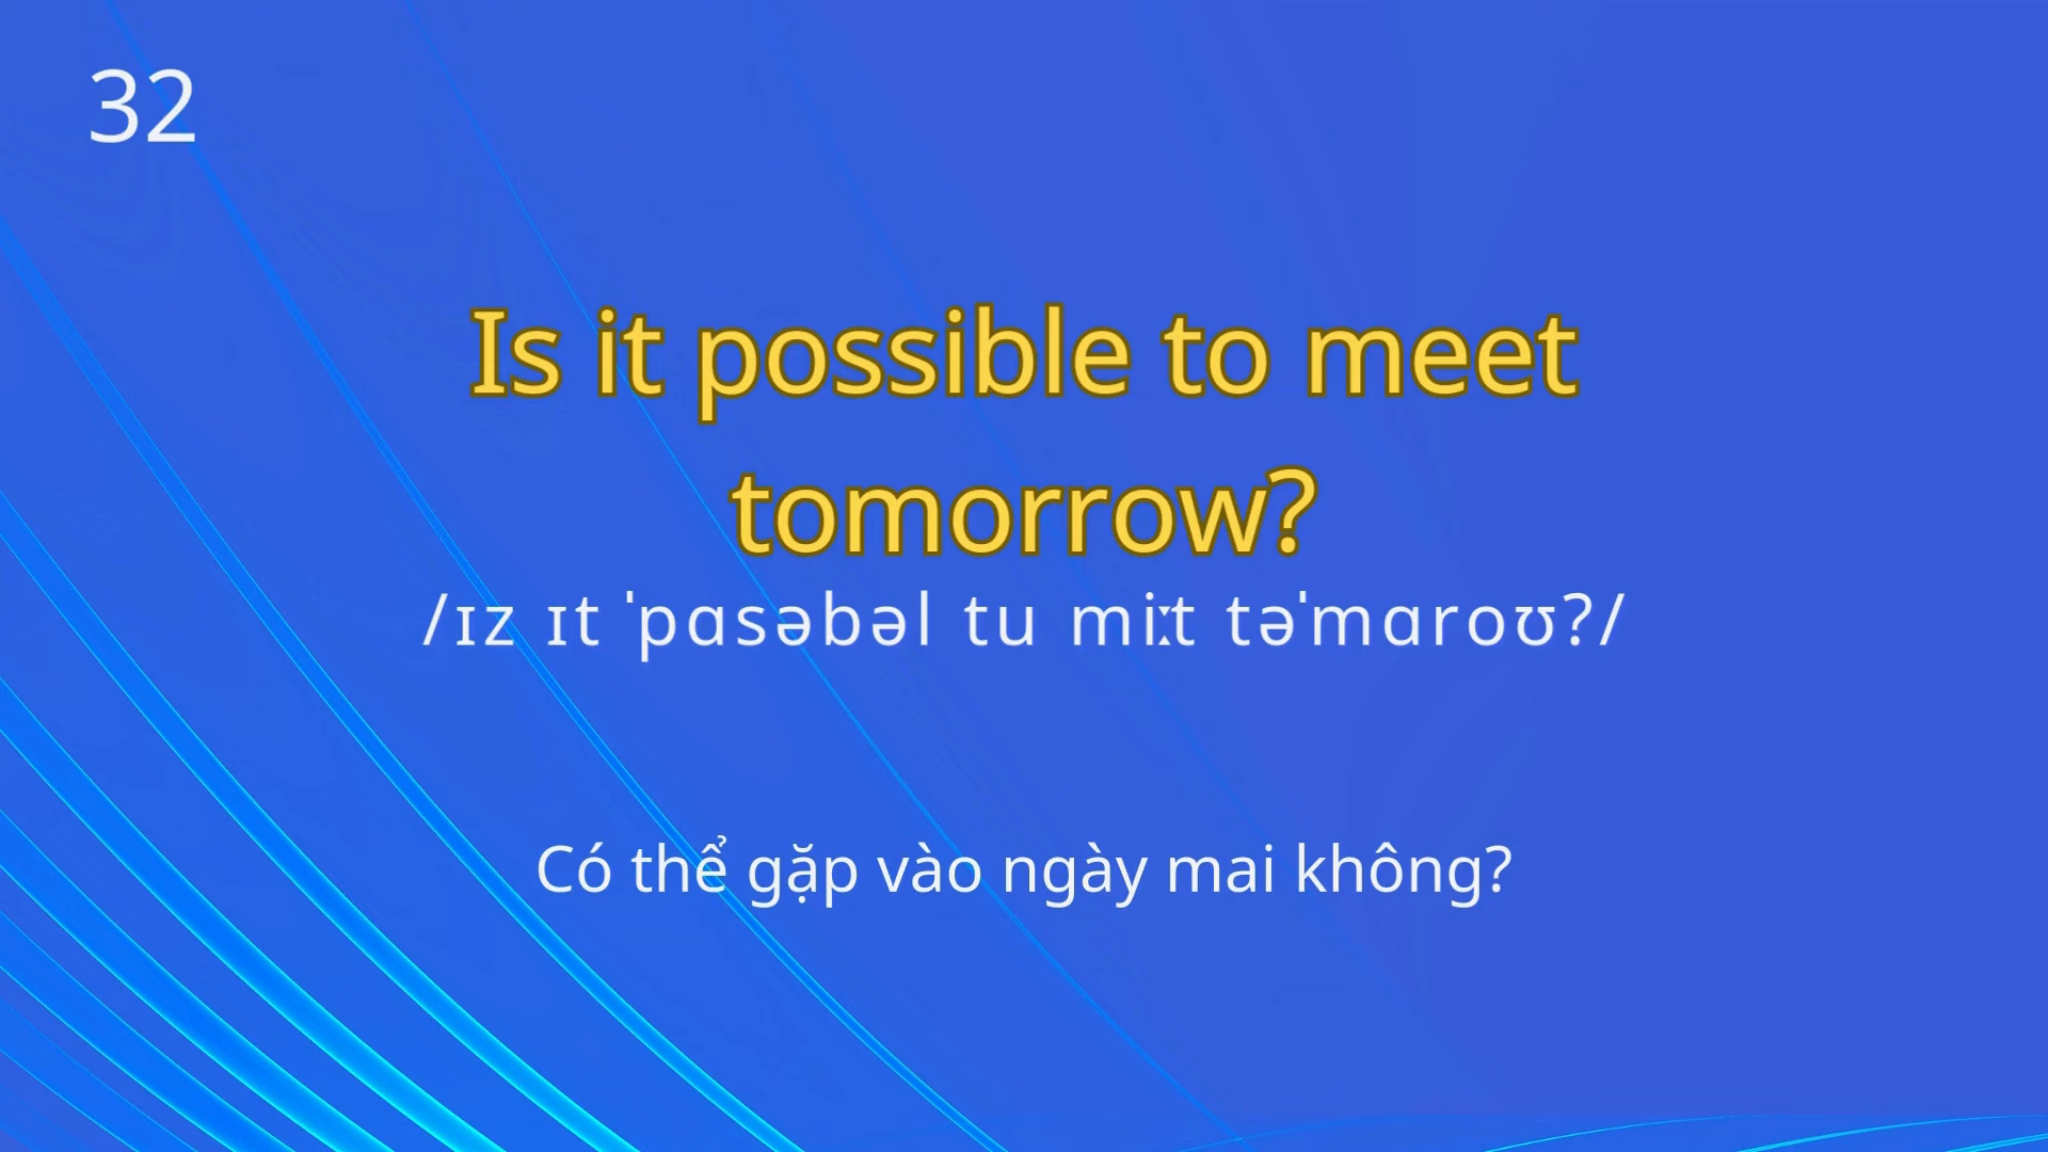 32
Is it possible to meet
tomorrow?
/ɪz ɪt ˈpɑsəbəl tu miːt təˈmɑroʊ?/
Có thể gặp vào ngày mai không?